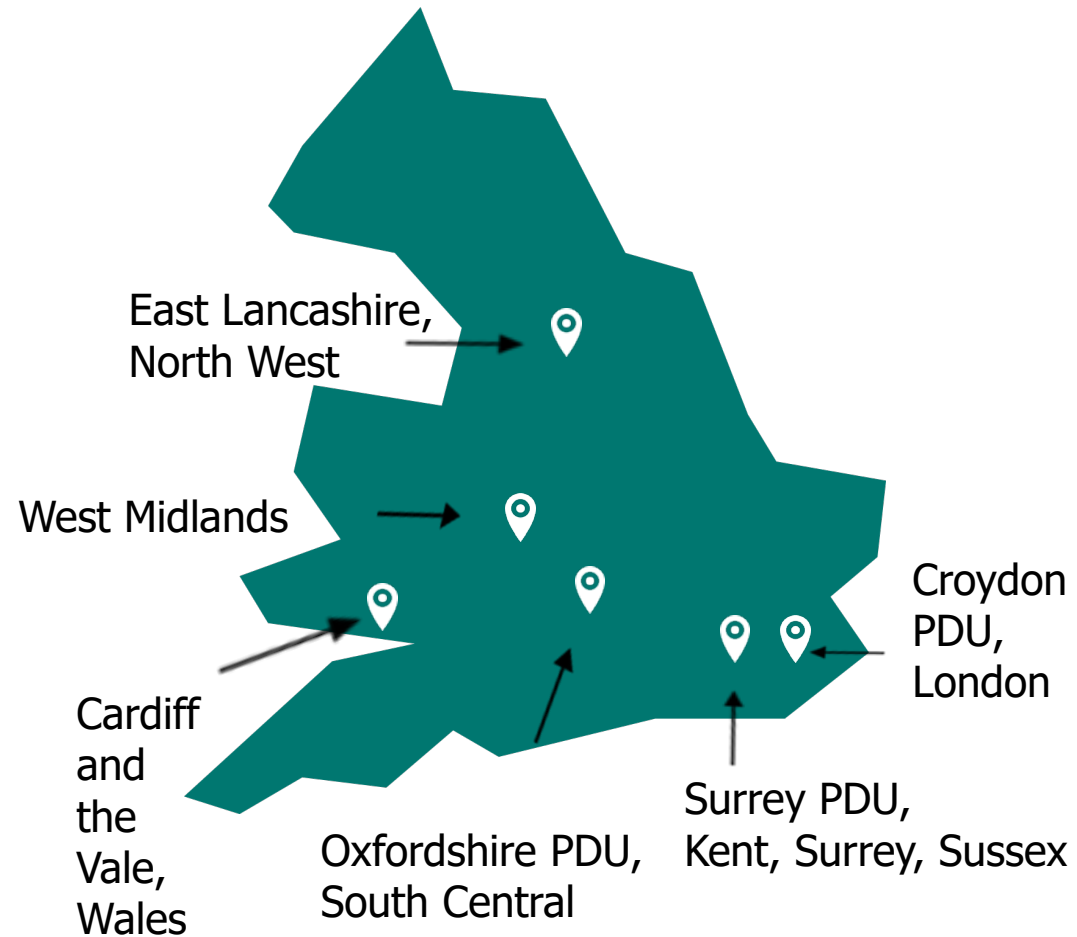 East Lancashire,
North West
West Midlands
Croydon
PDU,
London
Cardiff
and
the
Vale,
Wales
Surrey PDU,
Kent, Surrey, Sussex
Oxfordshire PDU,
South Central